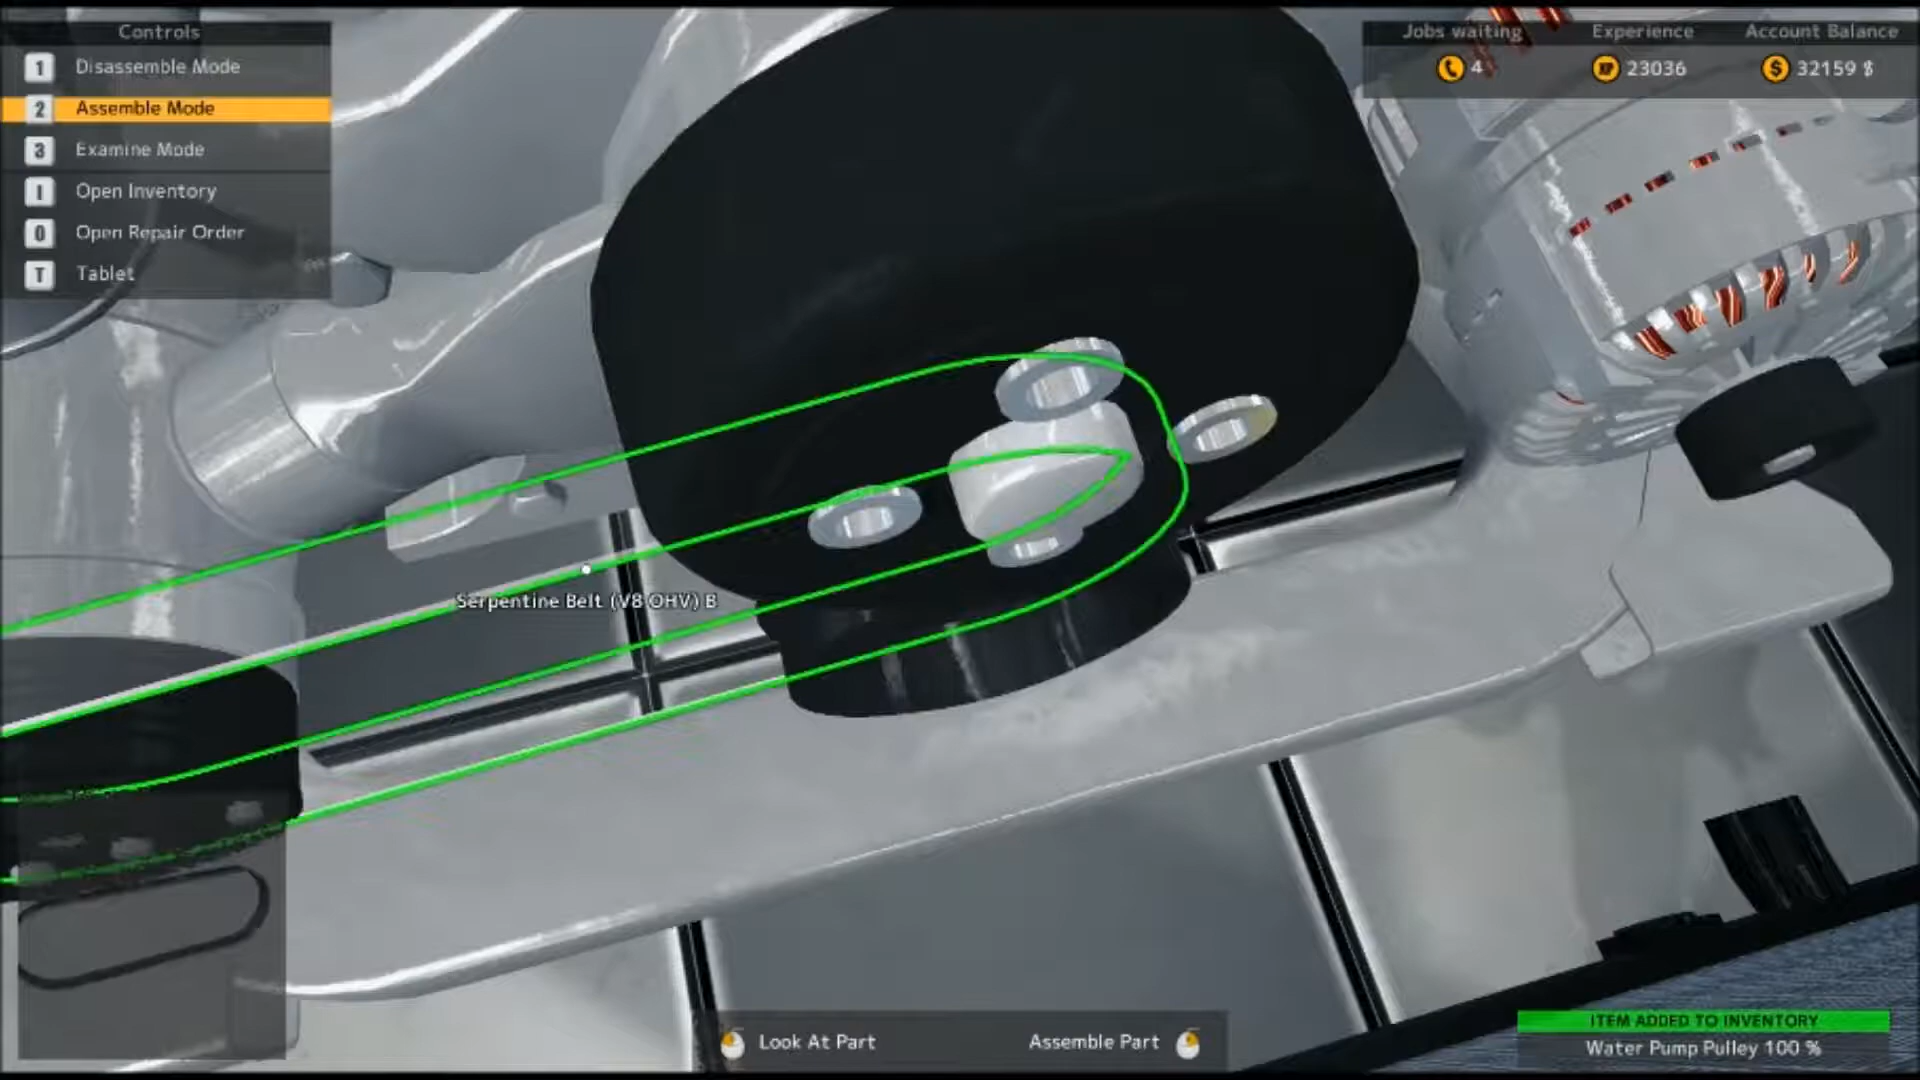 Controls
1 Disassemble Mode
2 Assemble Mode
3 Examine Mode
I Open Inventory
O Open Repair Order
T Tablet
Jobs waiting Experience Account Balance
4 XP 23036 $ 32159 $
Serpentine Belt (V8 OHV) B
Look At Part Assemble Part
ITEM ADDED TO INVENTORY
Water Pump Pulley 100 %